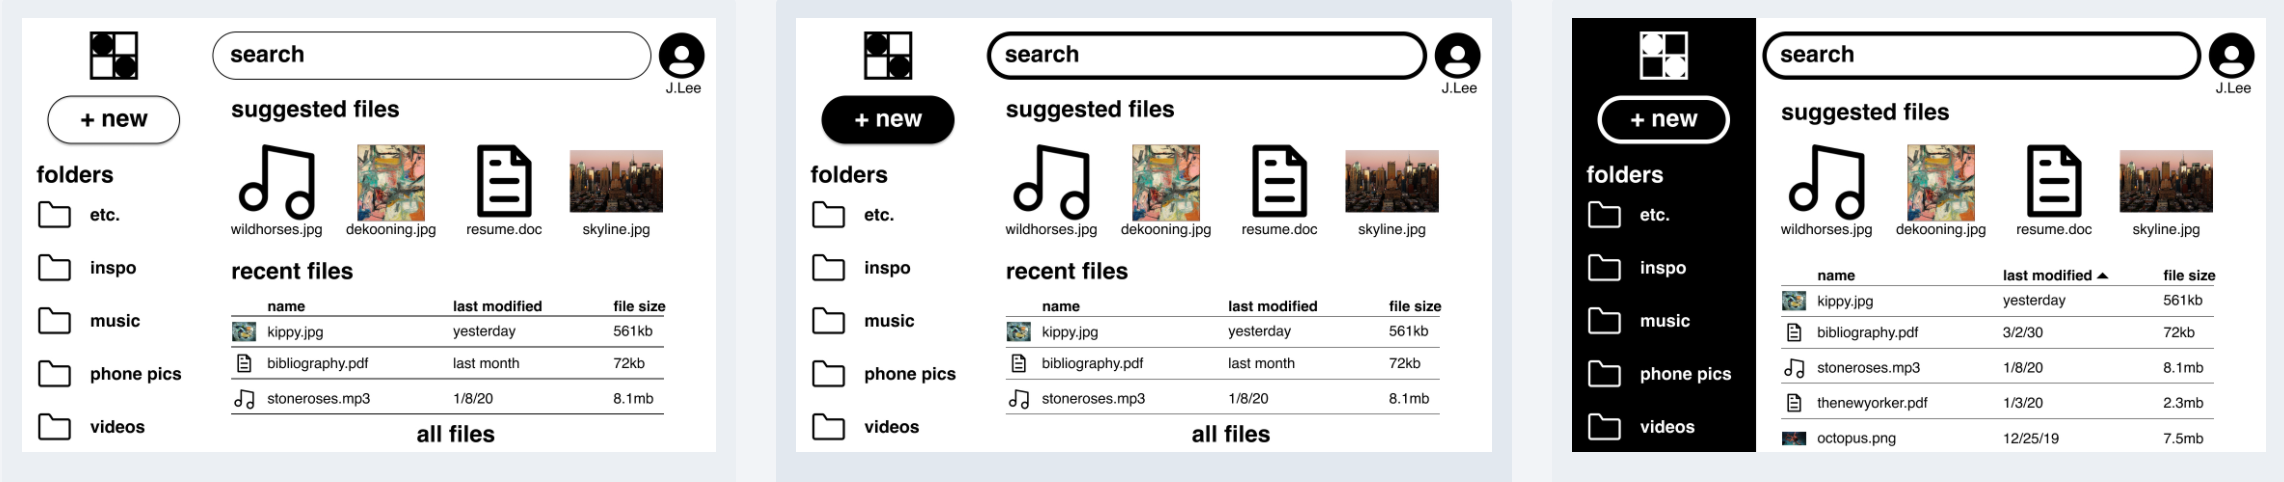 search
J.Lee
+ new
suggested files
folders
etc.
wildhorses.jpg dekooning.jpg resume.doc skyline.jpg
inspo
recent files
name last modified file size
music
kippy.jpg yesterday 561kb
bibliography.pdf last month 72kb
phone pics
stoneroses.mp3 1/8/20 8.1mb
videos
all files
search
J.Lee
+ new
suggested files
folders
etc.
wildhorses.jpg dekooning.jpg resume.doc skyline.jpg
inspo
recent files
name last modified file size
music
kippy.jpg yesterday 561kb
bibliography.pdf last month 72kb
phone pics
stoneroses.mp3 1/8/20 8.1mb
videos
all files
search
J.Lee
+ new
suggested files
folders
etc.
wildhorses.jpg dekooning.jpg resume.doc skyline.jpg
inspo
name last modified file size
kippy.jpg yesterday 561kb
music
bibliography.pdf 3/2/30 72kb
stoneroses.mp3 1/8/20 8.1mb
phone pics
thenewyorker.pdf 1/3/20 2.3mb
videos
octopus.png 12/25/19 7.5mb